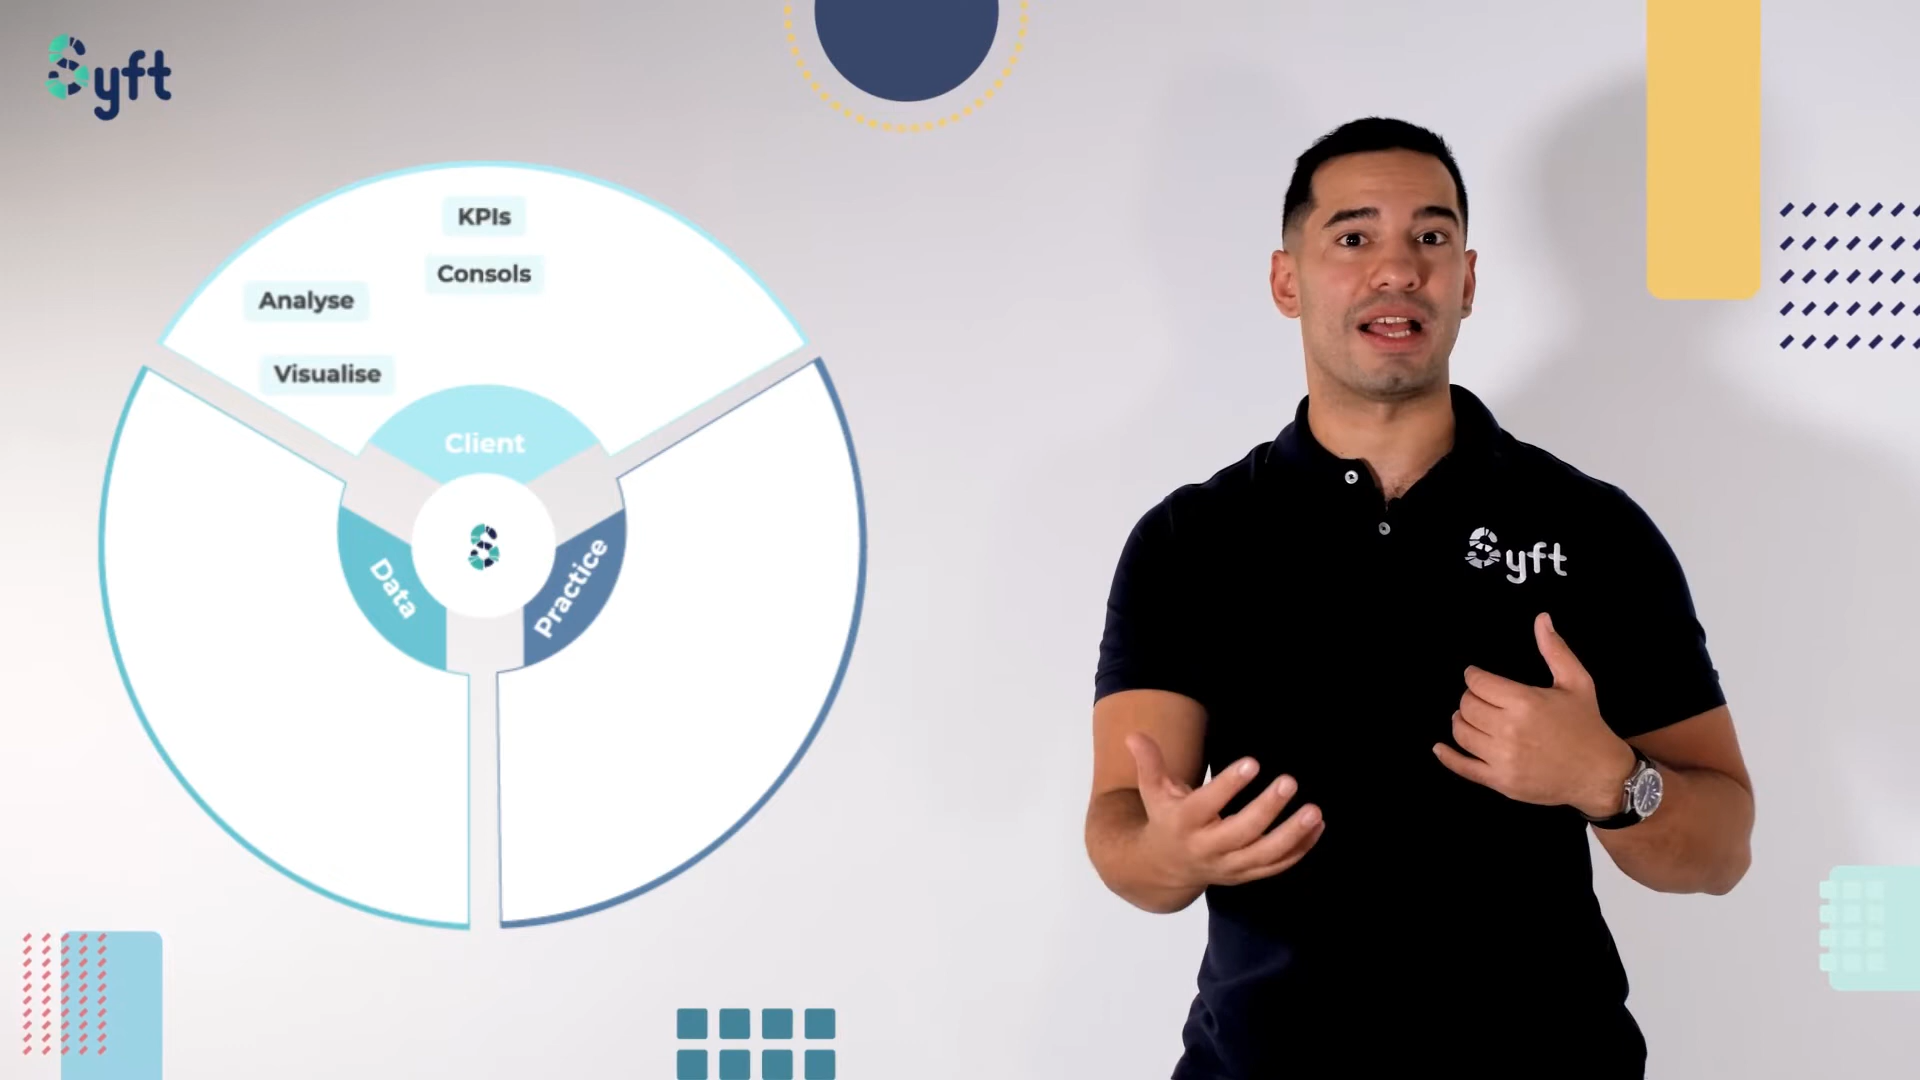 Syft
KPIs
Consols
Analyse
Visualise
Client
Data
Practice
Syft